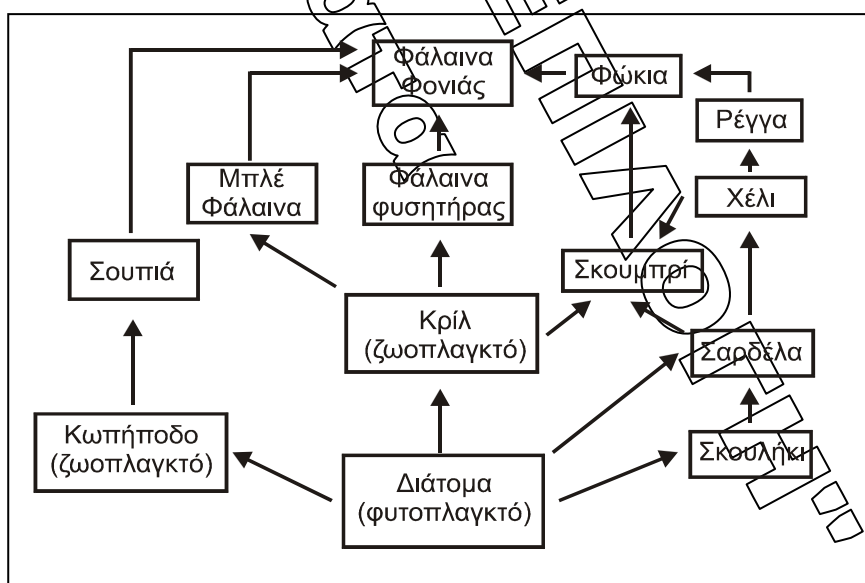 Φάλαινα
Φονιάς
Φώκια
Ρέγγα
Μπλέ
Φάλαινα
Φάλαινα
φυσητήρας
Χέλι
Σουπιά
Σκουμπρί
Κρίλ
(ζωοπλαγκτό)
Σαρδέλα
Κωπήποδο
(ζωοπλαγκτό)
Διάτομα
(φυτοπλαγκτό)
Σκουλήκι